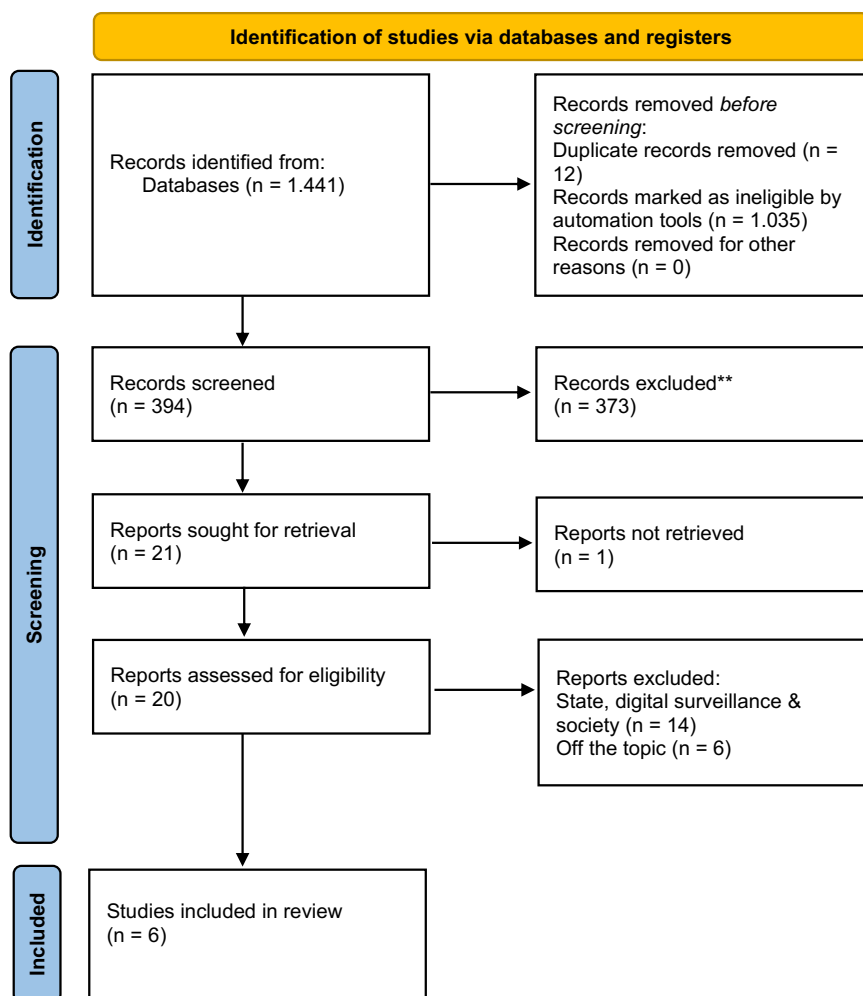 Identification of studies via databases and registers
Identification
Records identified from:
Databases (n = 1.441)
Records removed before
screening:
Duplicate records removed (n =
12)
Records marked as ineligible by
automation tools (n = 1.035)
Records removed for other
reasons (n = 0)
Screening
Records screened
(n = 394)
Records excluded**
(n = 373)
Reports sought for retrieval
(n = 21)
Reports not retrieved
(n = 1)
Reports assessed for eligibility
(n = 20)
Reports excluded:
State, digital surveillance &
society (n = 14)
Off the topic (n = 6)
Included
Studies included in review
(n = 6)